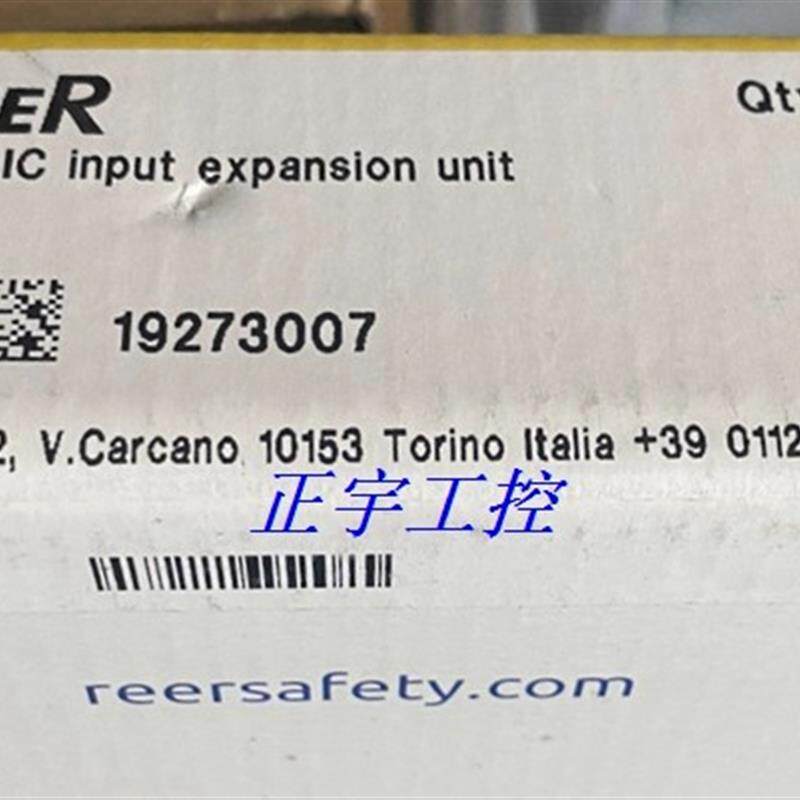 ER
Qt
IC input expansion unit
19273007
2, V.Carcano 10153 Torino Italia +39 0112
正宇工控
reersafety.com